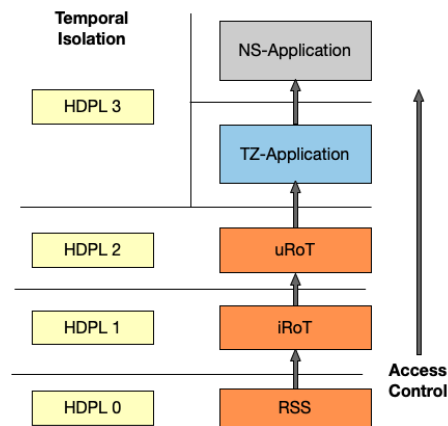 Temporal
Isolation
NS-Application
HDPL 3
TZ-Application
HDPL 2
uRoT
HDPL 1
iRoT
Access
Control
HDPL 0
RSS